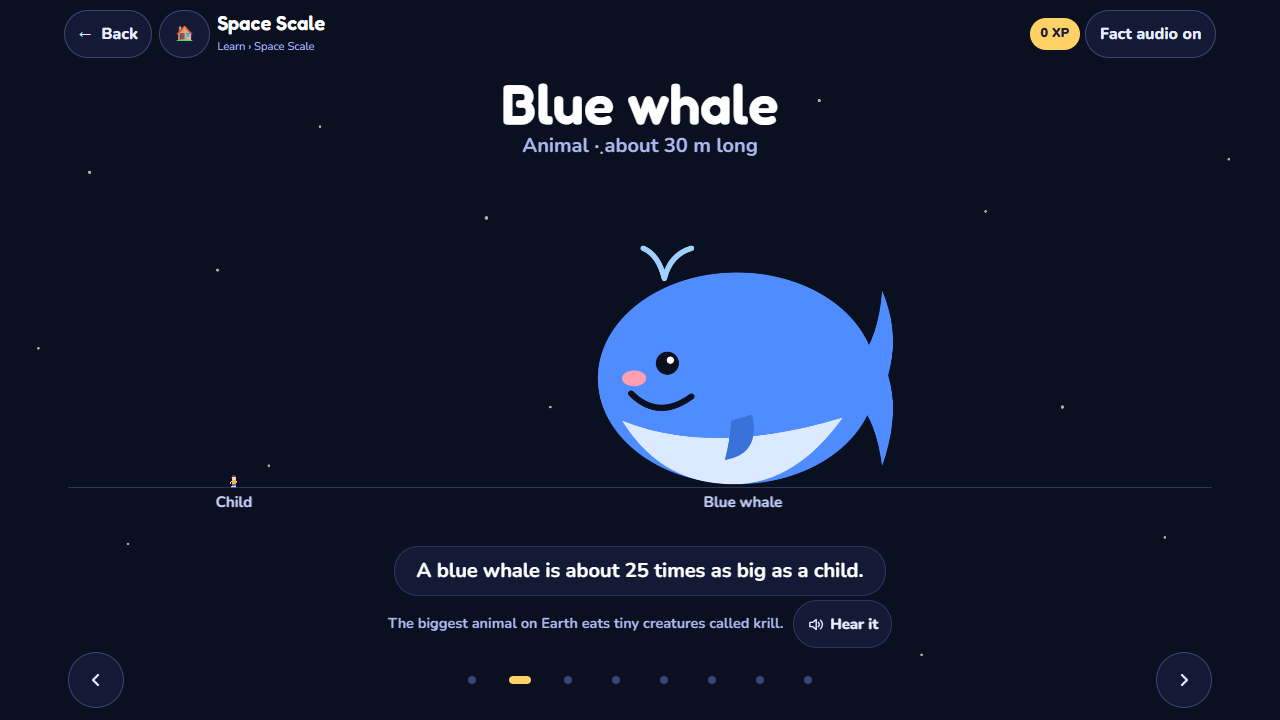 ← Back
Space Scale
Learn › Space Scale
0 XP
Fact audio on
Blue whale
Animal · about 30 m long
Child
Blue whale
A blue whale is about 25 times as big as a child.
The biggest animal on Earth eats tiny creatures called krill.
Hear it